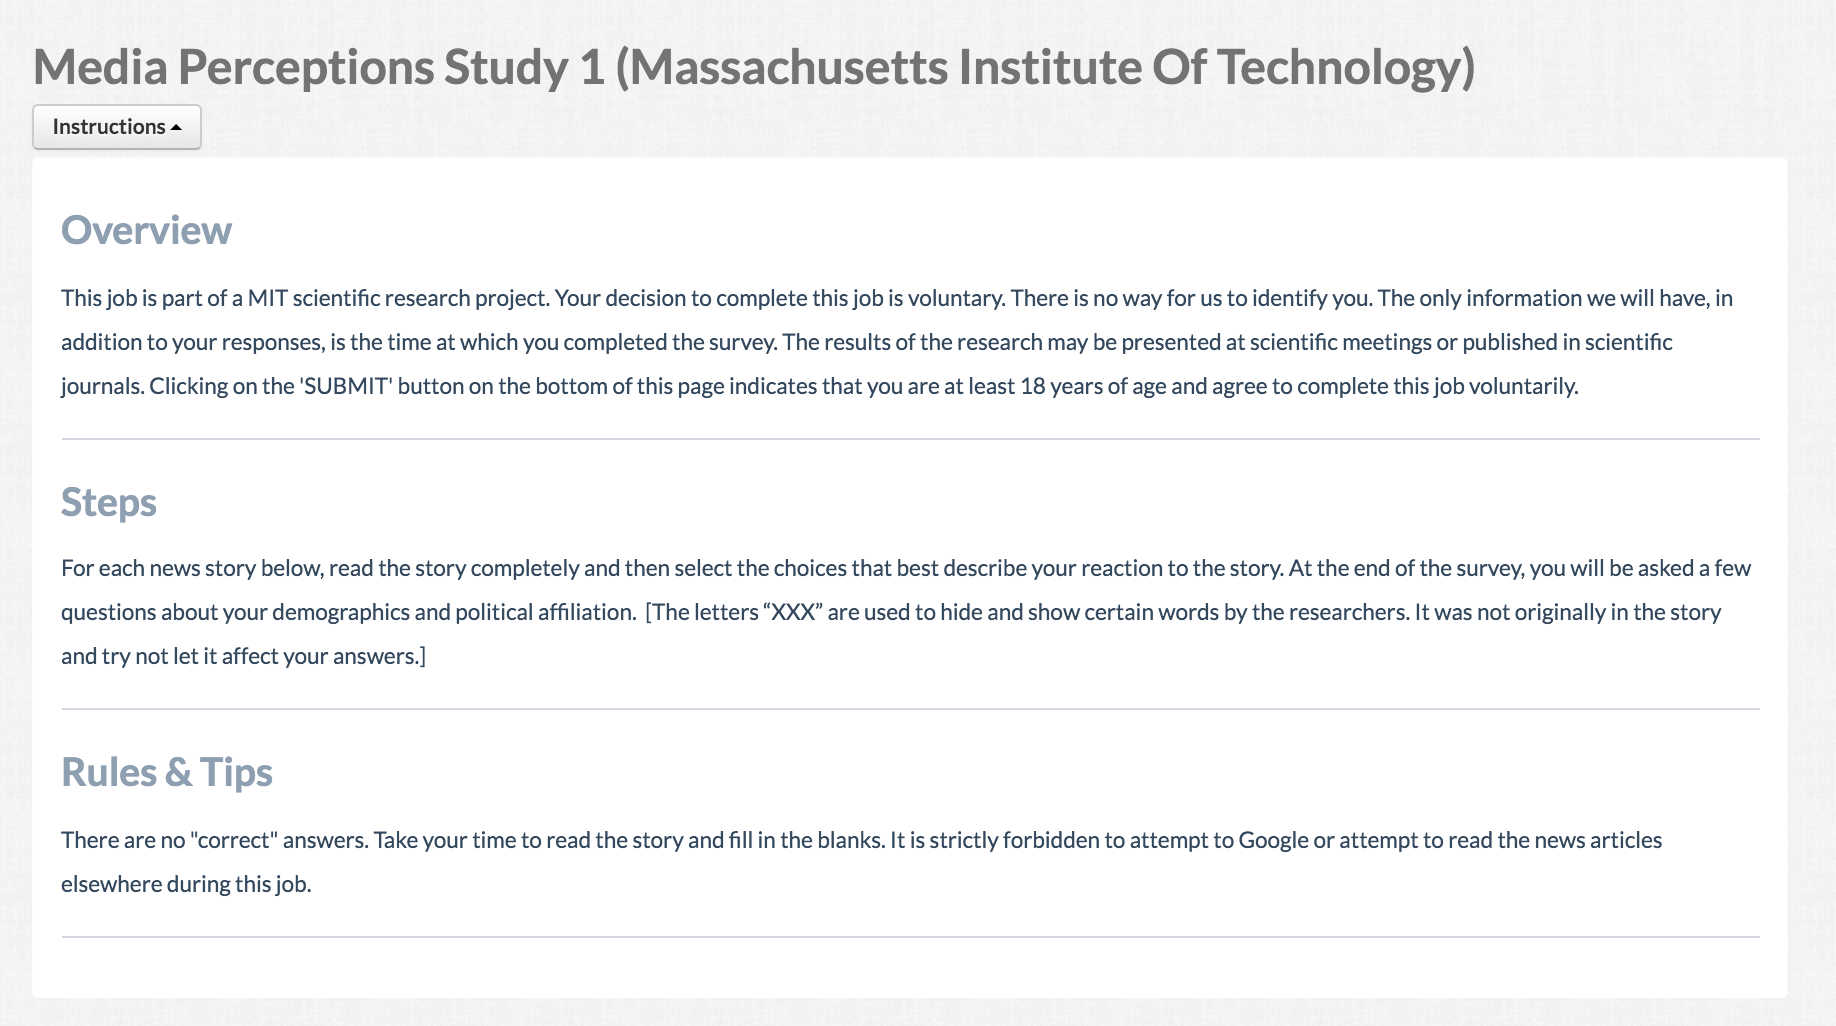 Media Perceptions Study 1 (Massachusetts Institute Of Technology)
Instructions
Overview
This job is part of a MIT scientific research project. Your decision to complete this job is voluntary. There is no way for us to identify you. The only information we will have, in
addition to your responses, is the time at which you completed the survey. The results of the research may be presented at scientific meetings or published in scientific
journals. Clicking on the 'SUBMIT' button on the bottom of this page indicates that you are at least 18 years of age and agree to complete this job voluntarily.
Steps
For each news story below, read the story completely and then select the choices that best describe your reaction to the story. At the end of the survey, you will be asked a few
questions about your demographics and political affiliation.  [The letters “XXX” are used to hide and show certain words by the researchers. It was not originally in the story
and try not let it affect your answers.]
Rules & Tips
There are no "correct" answers. Take your time to read the story and fill in the blanks. It is strictly forbidden to attempt to Google or attempt to read the news articles
elsewhere during this job.